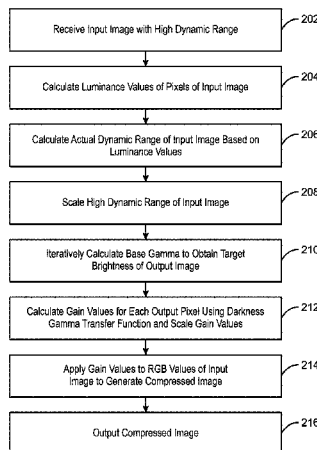 Receive Input Image with High Dynamic Range
202
Calculate Luminance Values of Pixels of Input Image
204
Calculate Actual Dynamic Range of Input Image Based on
Luminance Values
206
Scale High Dynamic Range of Input Image
208
Iteratively Calculate Base Gamma to Obtain Target
Brightness of Output Image
210
Calculate Gain Values for Each Output Pixel Using Darkness
Gamma Transfer Function and Scale Gain Values
212
Apply Gain Values to RGB Values of Input
Image to Generate Compressed Image
214
Output Compressed Image
216